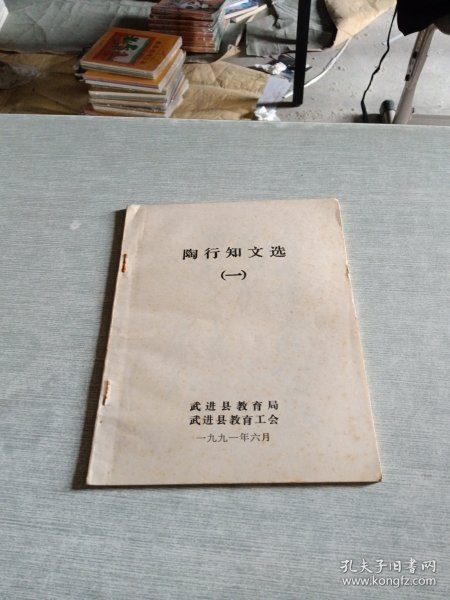 陶行知文选
(一)
武进县教育局
武进县教育工会
一九九一年六月
孔夫子旧书网
www.kongfz.com